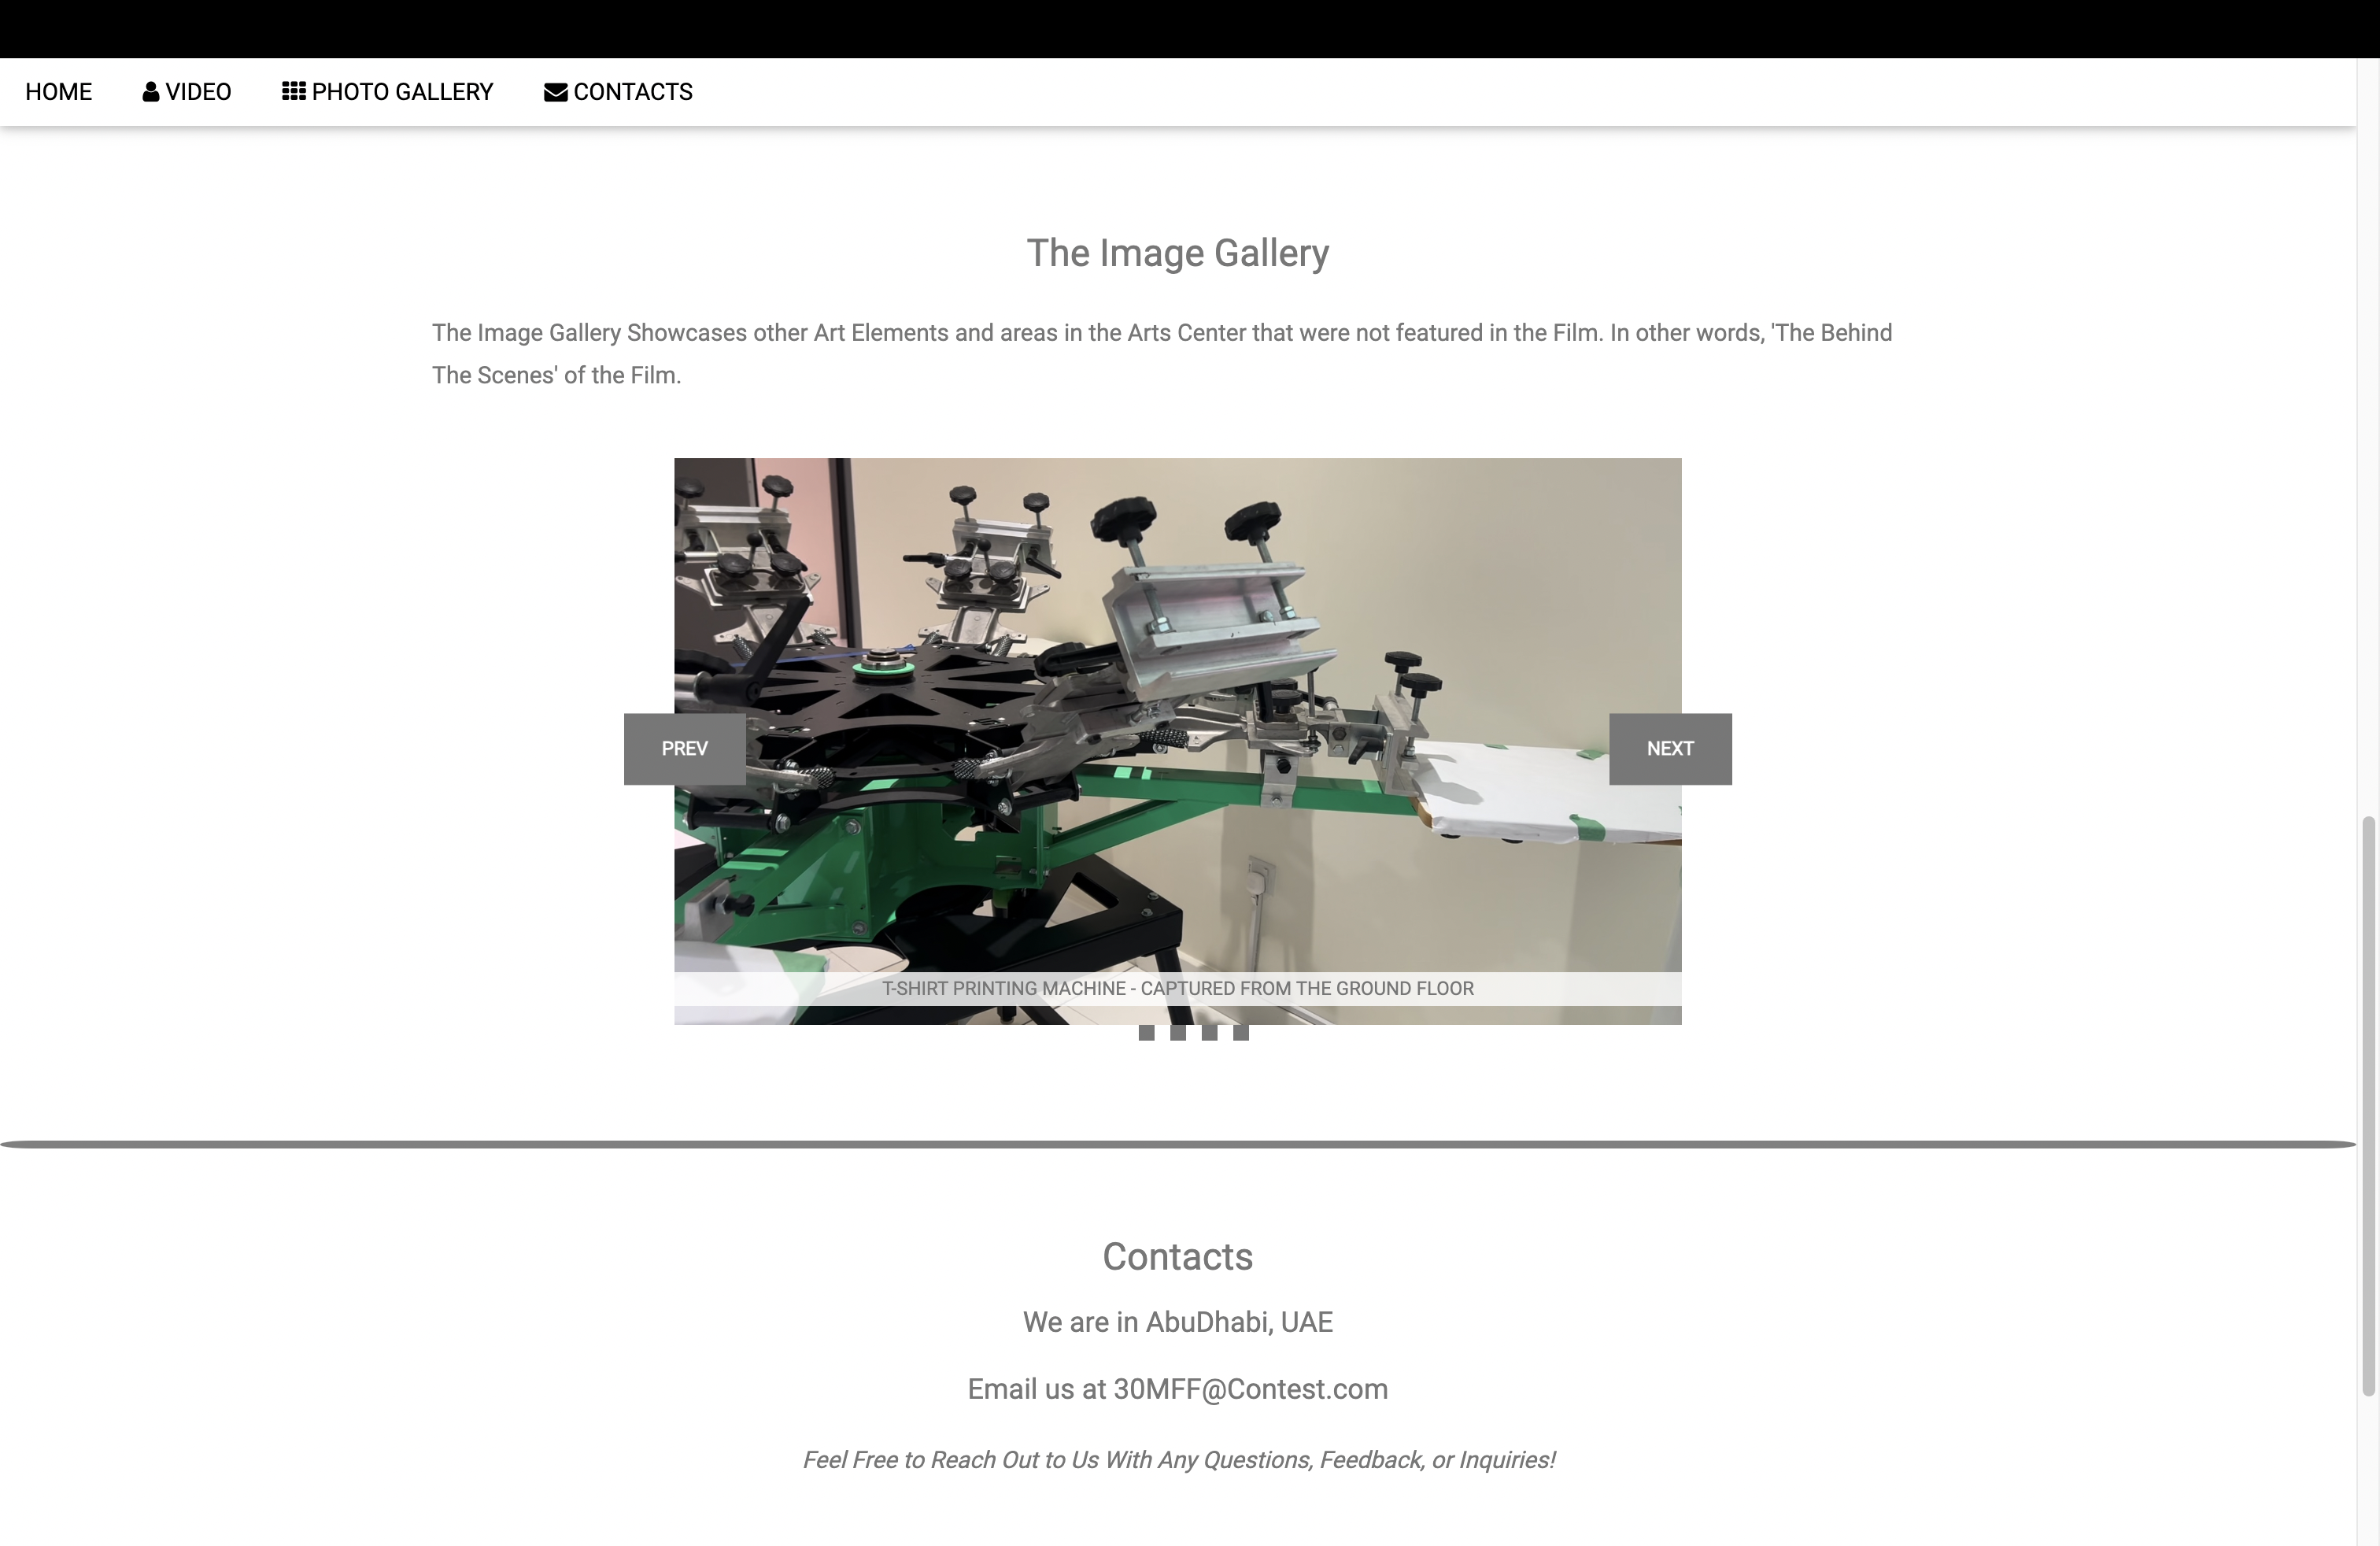 HOME VIDEO PHOTO GALLERY CONTACTS
The Image Gallery
The Image Gallery Showcases other Art Elements and areas in the Arts Center that were not featured in the Film. In other words, 'The Behind
The Scenes' of the Film.
PREV
NEXT
T-SHIRT PRINTING MACHINE - CAPTURED FROM THE GROUND FLOOR
Contacts
We are in AbuDhabi, UAE
Email us at 30MFF@Contest.com
Feel Free to Reach Out to Us With Any Questions, Feedback, or Inquiries!